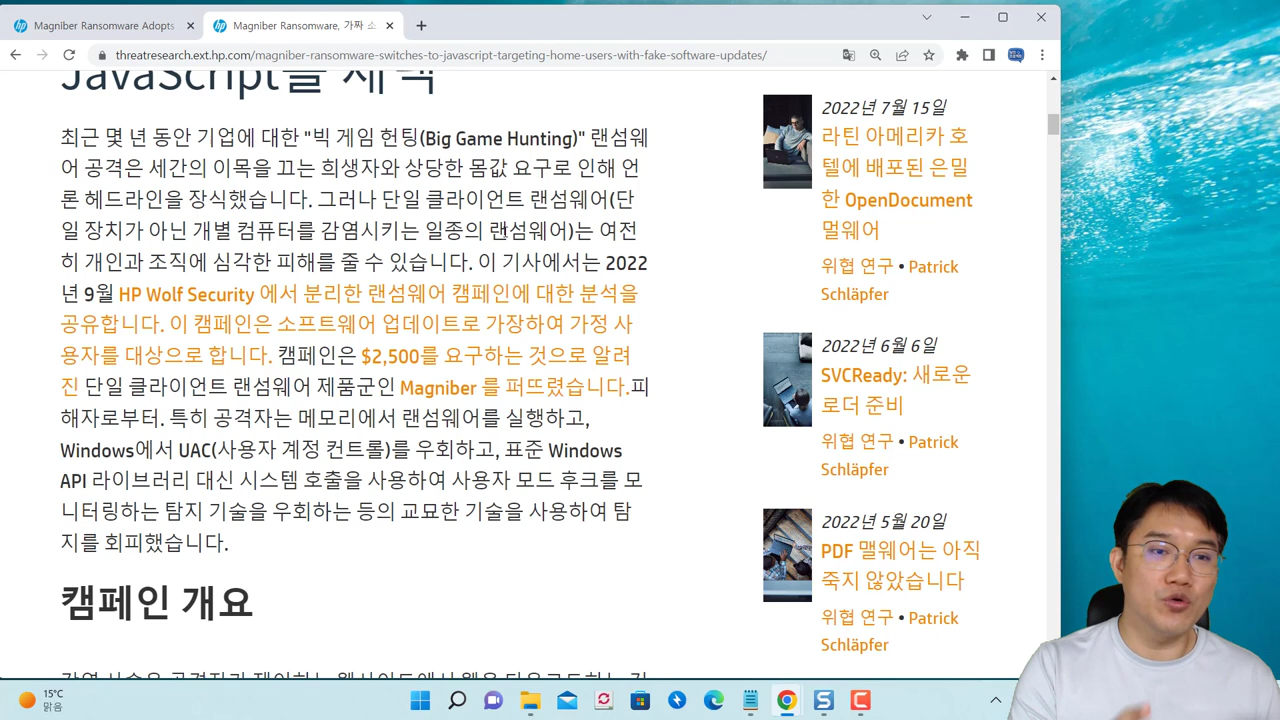 Magniber Ransomware Adopts
Magniber Ransomware, 가짜 소
threatresearch.ext.hp.com/magniber-ransomware-switches-to-javascript-targeting-home-users-with-fake-software-updates/
JavaScript를 채택
최근 몇 년 동안 기업에 대한 "빅 게임 헌팅(Big Game Hunting)" 랜섬웨
어 공격은 세간의 이목을 끄는 희생자와 상당한 몸값 요구로 인해 언
론 헤드라인을 장식했습니다. 그러나 단일 클라이언트 랜섬웨어(단
일 장치가 아닌 개별 컴퓨터를 감염시키는 일종의 랜섬웨어)는 여전
히 개인과 조직에 심각한 피해를 줄 수 있습니다. 이 기사에서는 2022
년 9월 HP Wolf Security 에서 분리한 랜섬웨어 캠페인에 대한 분석을
공유합니다. 이 캠페인은 소프트웨어 업데이트로 가장하여 가정 사
용자를 대상으로 합니다. 캠페인은 $2,500를 요구하는 것으로 알려
진 단일 클라이언트 랜섬웨어 제품군인 Magniber 를 퍼뜨렸습니다.피
해자로부터. 특히 공격자는 메모리에서 랜섬웨어를 실행하고,
Windows에서 UAC(사용자 계정 컨트롤)를 우회하고, 표준 Windows
API 라이브러리 대신 시스템 호출을 사용하여 사용자 모드 후크를 모
니터링하는 탐지 기술을 우회하는 등의 교묘한 기술을 사용하여 탐
지를 회피했습니다.
캠페인 개요
2022년 7월 15일
라틴 아메리카 호
텔에 배포된 은밀
한 OpenDocument
멀웨어
위협 연구 • Patrick
Schläpfer
2022년 6월 6일
SVCReady: 새로운
로더 준비
위협 연구 • Patrick
Schläpfer
2022년 5월 20일
PDF 맬웨어는 아직
죽지 않았습니다
위협 연구 • Patrick
Schläpfer
15°C
맑음